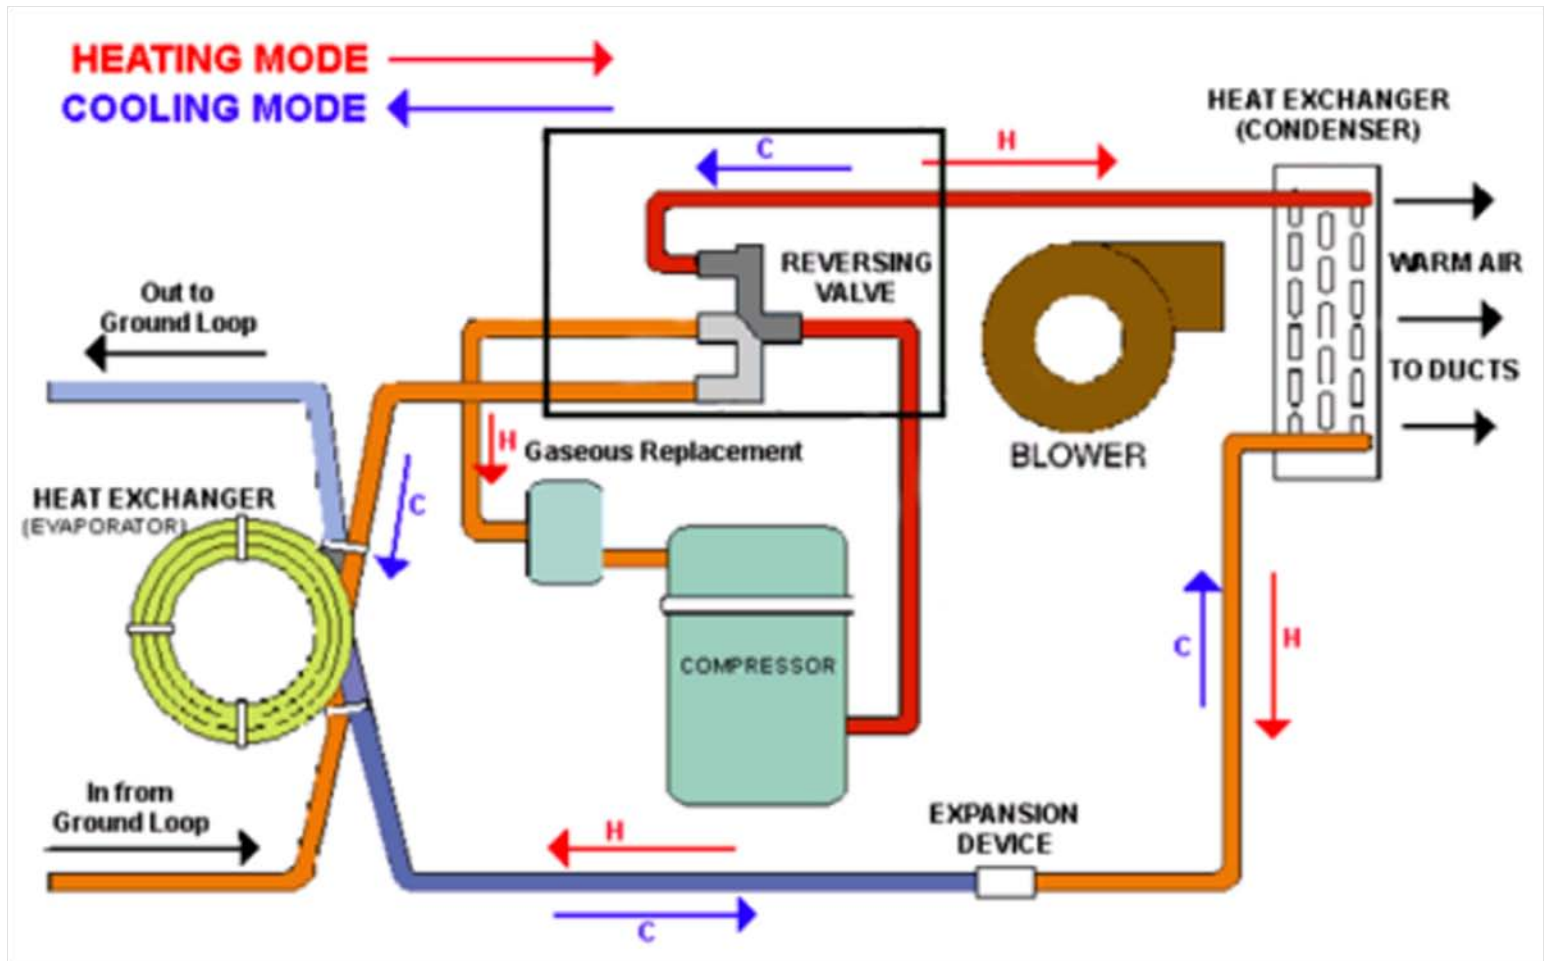 HEATING MODE
COOLING MODE
HEAT EXCHANGER
(CONDENSER)
C
H
REVERSING
VALVE
WARM AIR
TO DUCTS
Out to
Ground Loop
BLOWER
H
Gaseous Replacement
C
HEAT EXCHANGER
(EVAPORATOR)
COMPRESSOR
C
H
In from
Ground Loop
H
EXPANSION
DEVICE
C